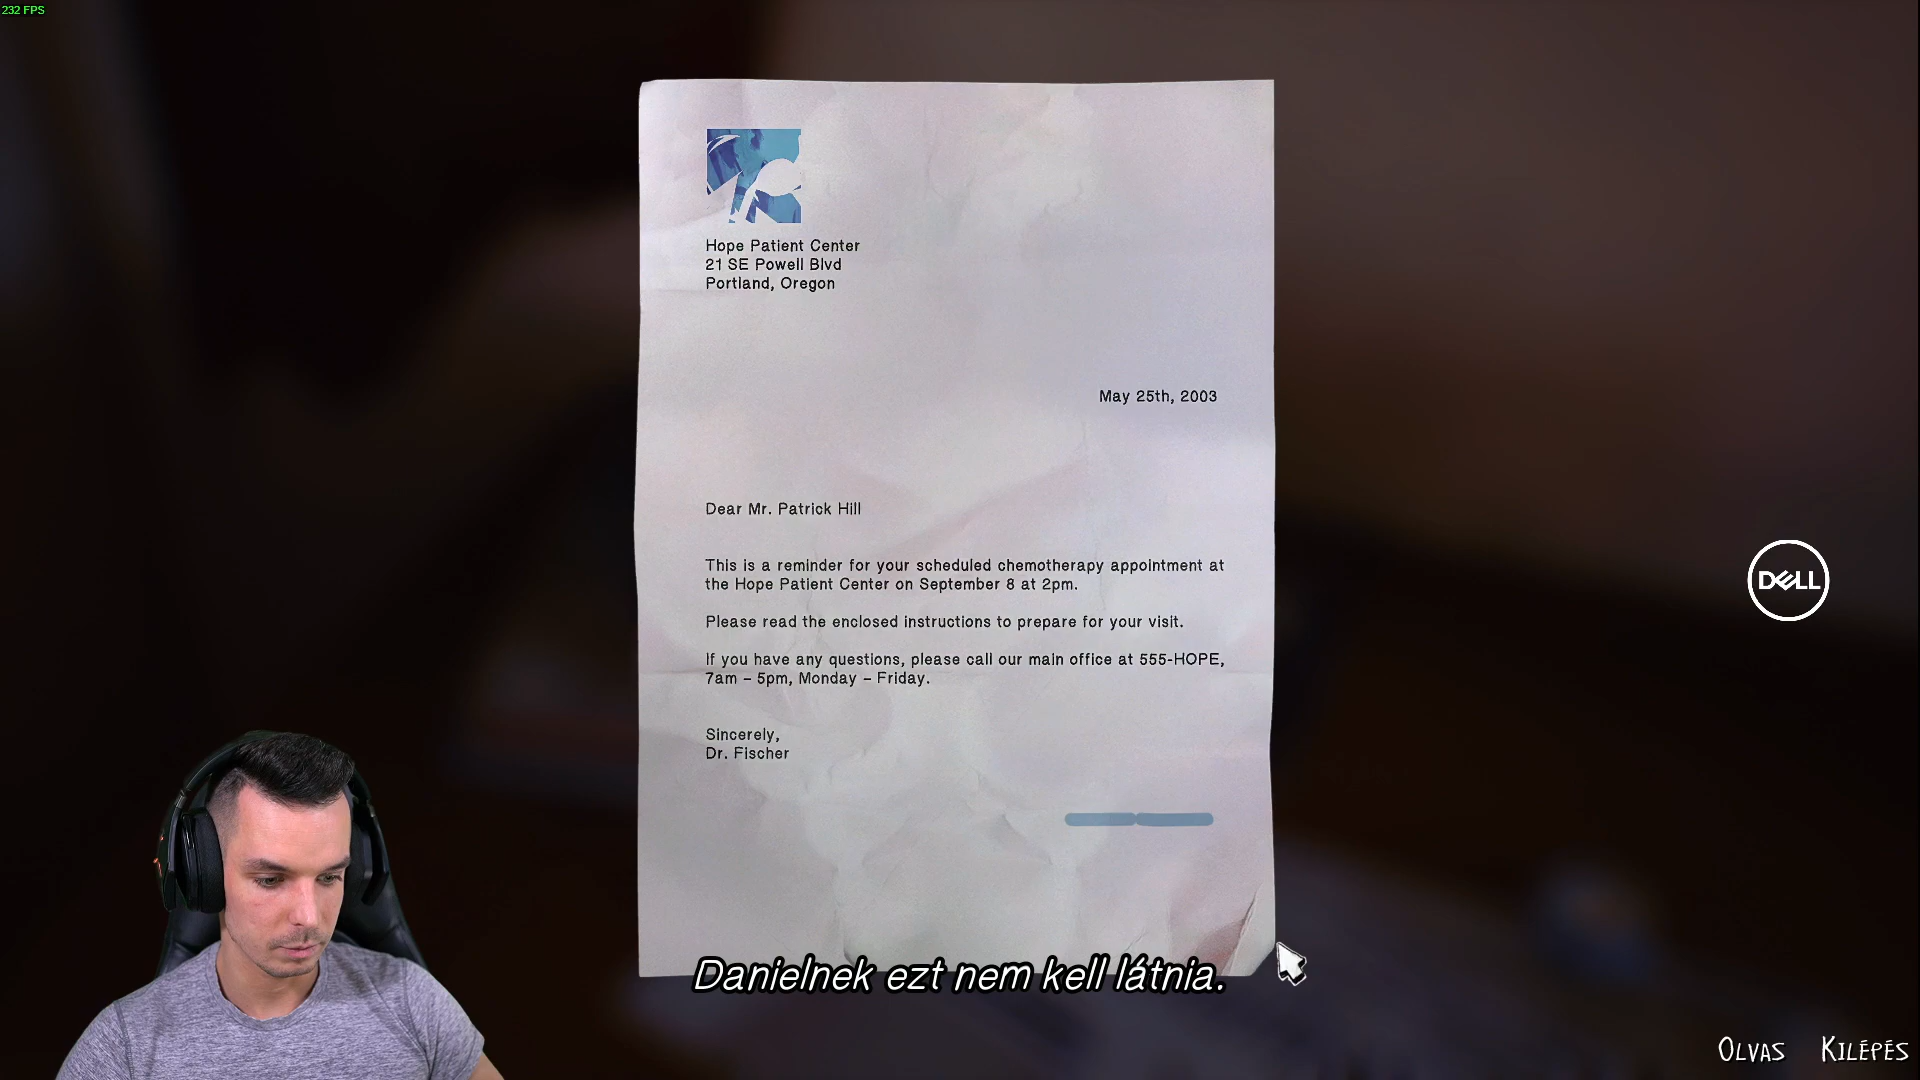 232 FPS
Hope Patient Center
21 SE Powell Blvd
Portland, Oregon
May 25th, 2003
Dear Mr. Patrick Hill
This is a reminder for your scheduled chemotherapy appointment at
the Hope Patient Center on September 8 at 2pm.
Please read the enclosed instructions to prepare for your visit.
If you have any questions, please call our main office at 555-HOPE,
7am – 5pm, Monday – Friday.
Sincerely,
Dr. Fischer
DELL
Danielnek ezt nem kell látnia.
OLVAS KILÉPÉS